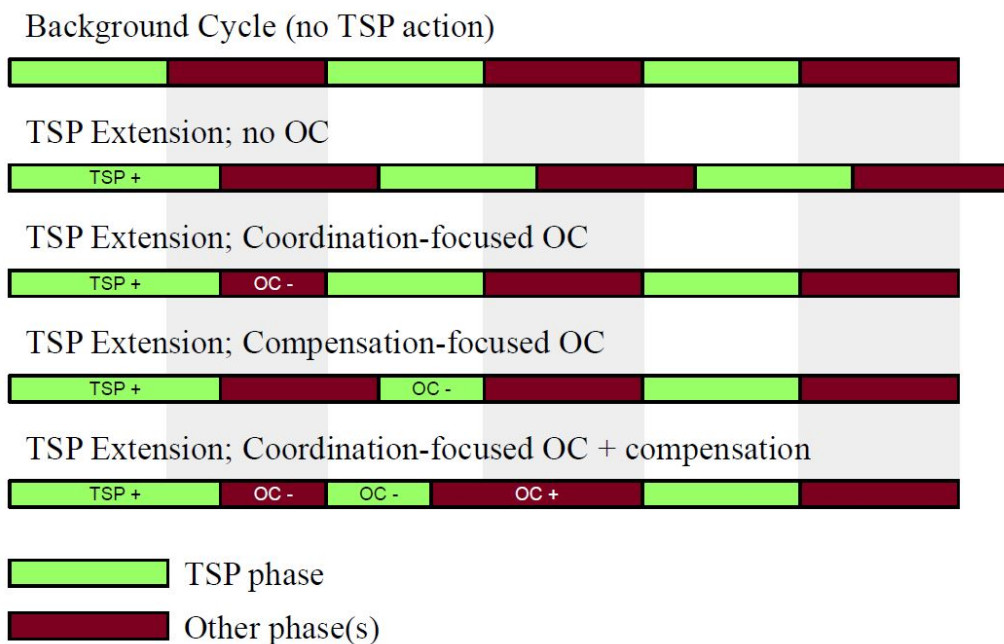 Background Cycle (no TSP action)
TSP Extension; no OC
TSP +
TSP Extension; Coordination-focused OC
TSP + OC -
TSP Extension; Compensation-focused OC
TSP + OC -
TSP Extension; Coordination-focused OC + compensation
TSP + OC - OC - OC +
TSP phase
Other phase(s)